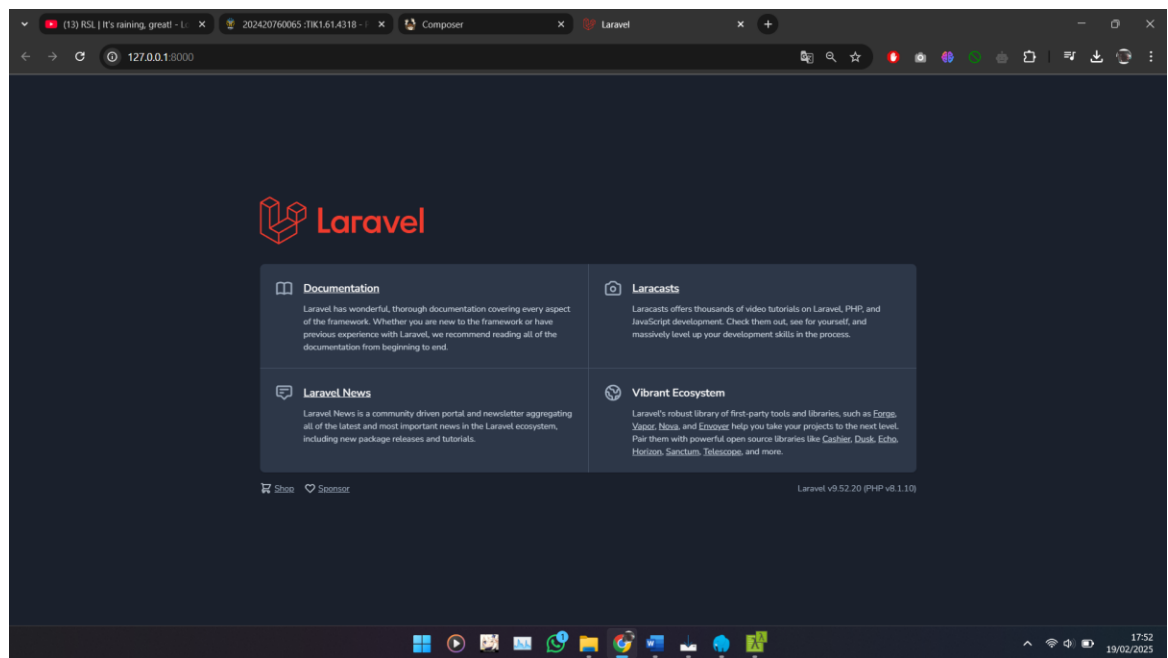 (13) RSL | It's raining, great! - Lo
202420760065 :TIK1.61.4318 -
Composer
Laravel
127.0.0.1:8000
Laravel
Documentation
Laravel has wonderful, thorough documentation covering every aspect
of the framework. Whether you are new to the framework or have
previous experience with Laravel, we recommend reading all of the
documentation from beginning to end.
Laracasts
Laracasts offers thousands of video tutorials on Laravel, PHP, and
JavaScript development. Check them out, see for yourself, and
massively level up your development skills in the process.
Laravel News
Laravel News is a community driven portal and newsletter aggregating
all of the latest and most important news in the Laravel ecosystem,
including new package releases and tutorials.
Vibrant Ecosystem
Laravel's robust library of first-party tools and libraries, such as Forge,
Vapor, Nova, and Envoyer help you take your projects to the next level.
Pair them with powerful open source libraries like Cashier, Dusk, Echo,
Horizon, Sanctum, Telescope, and more.
Shop
Sponsor
Laravel v9.52.20 (PHP v8.1.10)
1
17:52
19/02/2025